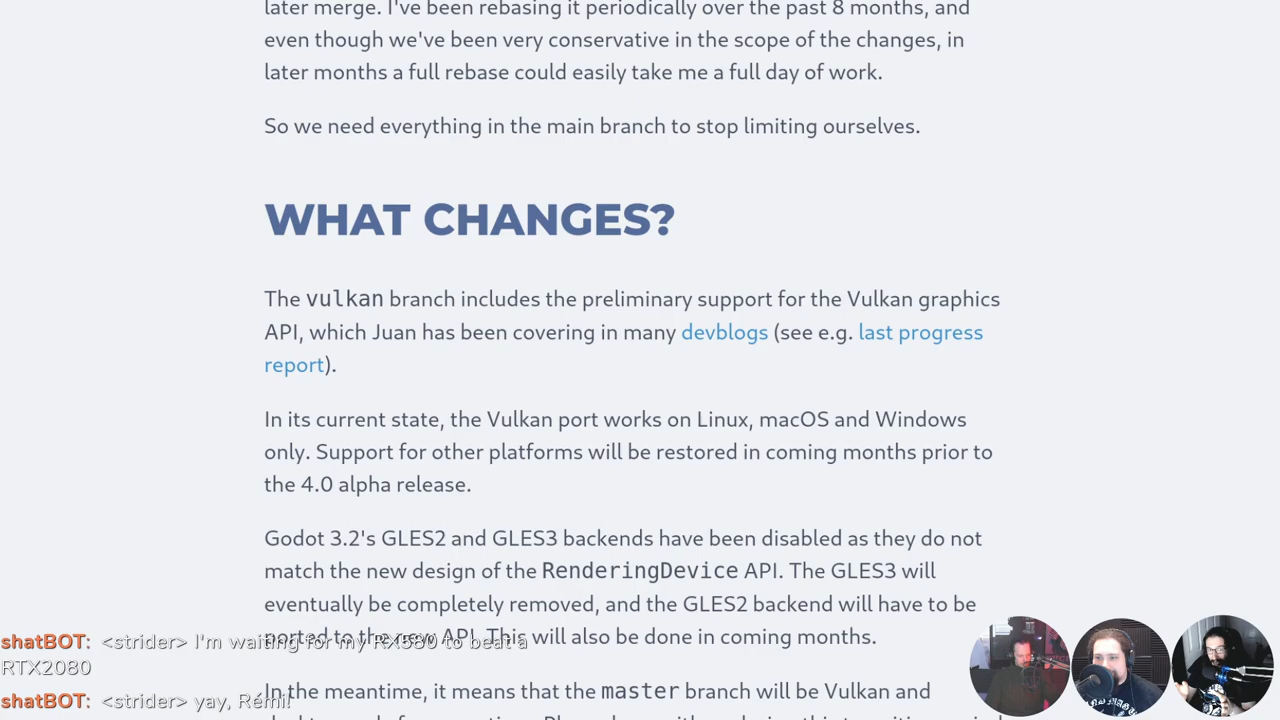 later merge. I've been rebasing it periodically over the past 8 months, and
even though we've been very conservative in the scope of the changes, in
later months a full rebase could easily take me a full day of work.
So we need everything in the main branch to stop limiting ourselves.
WHAT CHANGES?
The vulkan branch includes the preliminary support for the Vulkan graphics
API, which Juan has been covering in many devblogs (see e.g. last progress
report).
In its current state, the Vulkan port works on Linux, macOS and Windows
only. Support for other platforms will be restored in coming months prior to
the 4.0 alpha release.
Godot 3.2's GLES2 and GLES3 backends have been disabled as they do not
match the new design of the RenderingDevice API. The GLES3 will
eventually be completely removed, and the GLES2 backend will have to be
ported to the new API. This will also be done in coming months.
In the meantime, it means that the master branch will be Vulkan and
shatBOT: <strider> I'm waiting for my RX580 to beat a
RTX2080
shatBOT: <strider> yay, Rémi!